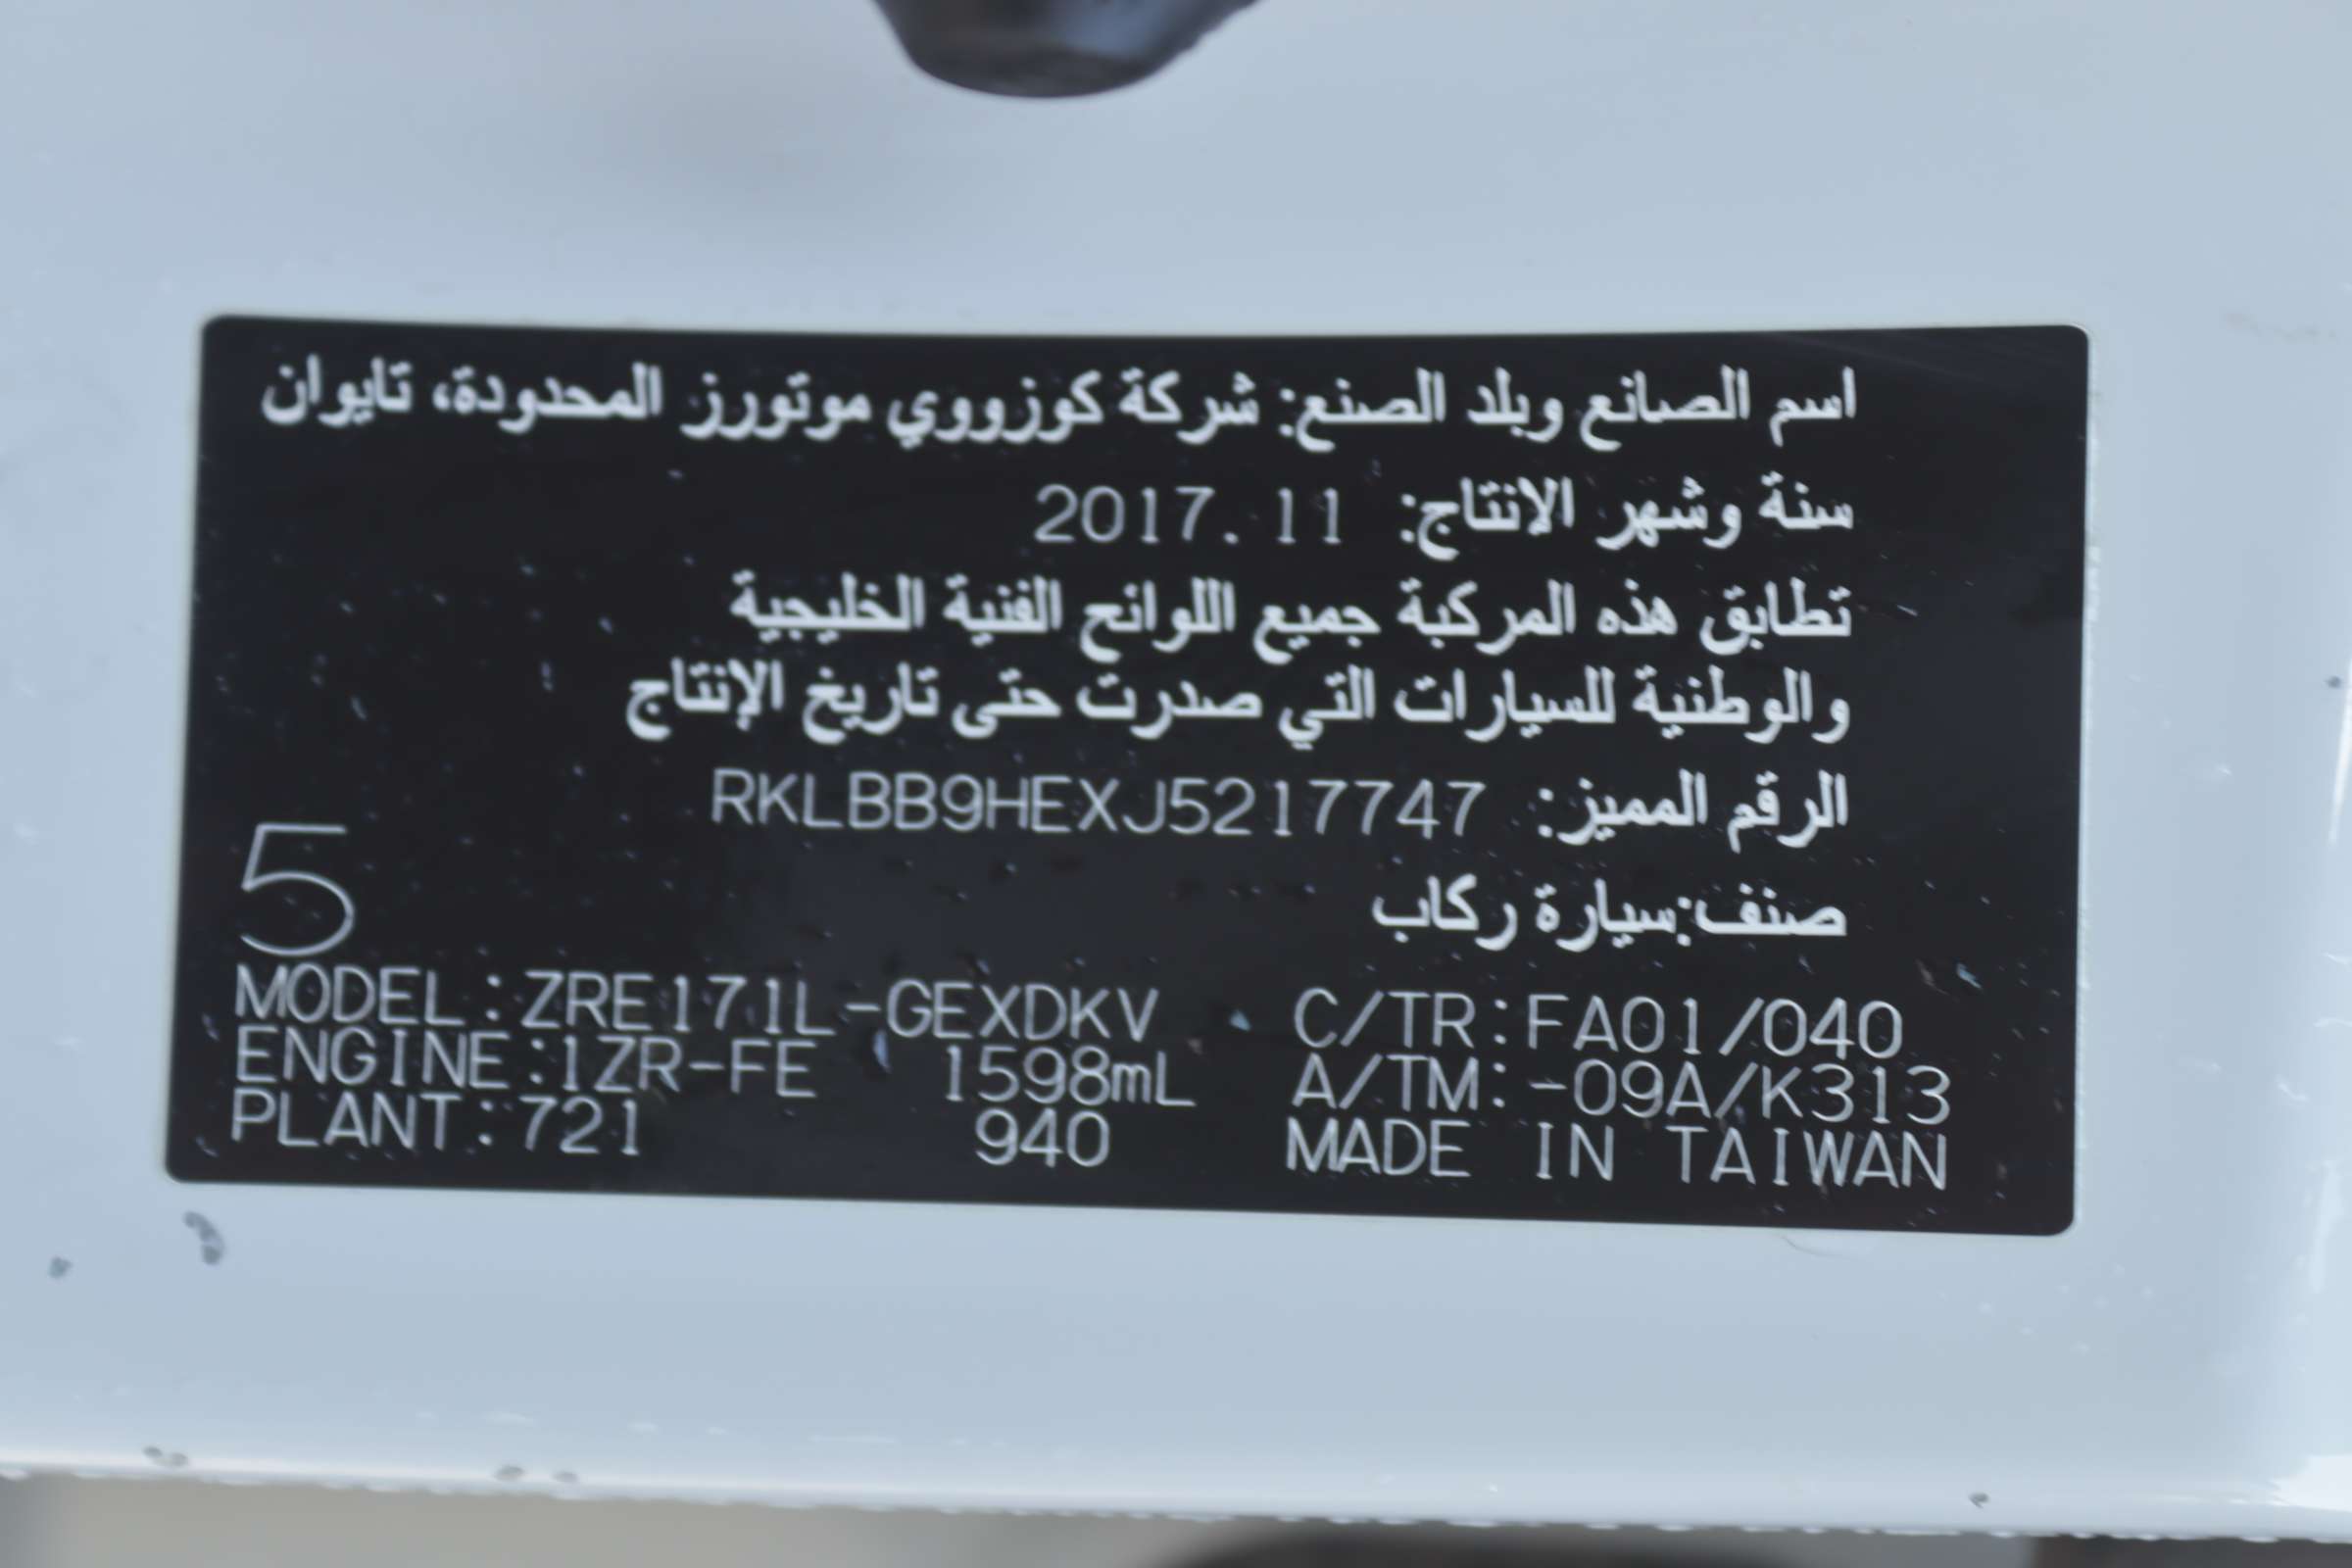 اسم الصانع وبلد الصنع: شركة كوزووي موتورز المحدودة، تايوان
سنة وشهر الانتاج: 2017. 11
تطابق هذه المركبة جميع اللوائح الفنية الخليجية
والوطنية للسيارات التي صدرت حتى تاريخ الإنتاج
الرقم المميز: RKLBB9HEXJ5217747
صنف:سيارة ركاب
5
MODEL:ZRE171L-GEXDKV C/TR:FA01/040
ENGINE:1ZR-FE 1598mL A/TM:-09A/K313
PLANT:721 940 MADE IN TAIWAN